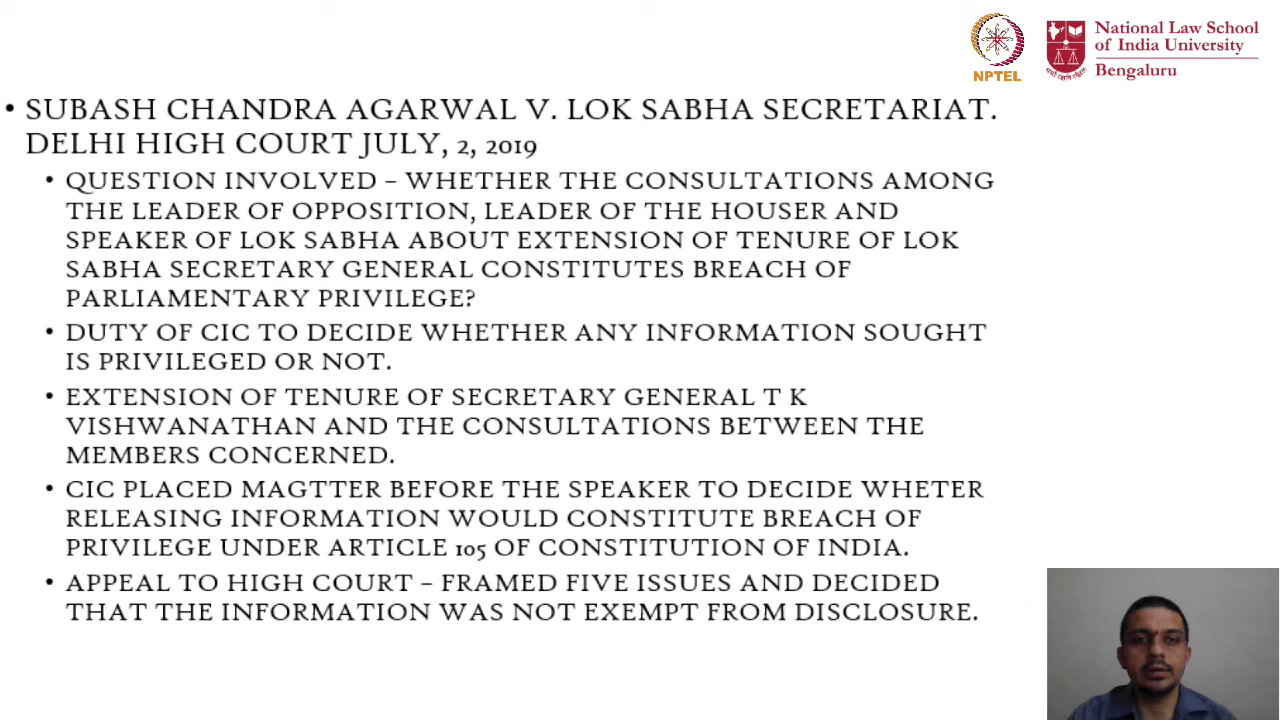 NPTEL
National Law School
of India University
Bengaluru
• SUBASH CHANDRA AGARWAL V. LOK SABHA SECRETARIAT.
DELHI HIGH COURT JULY, 2, 2019
• QUESTION INVOLVED – WHETHER THE CONSULTATIONS AMONG
THE LEADER OF OPPOSITION, LEADER OF THE HOUSER AND
SPEAKER OF LOK SABHA ABOUT EXTENSION OF TENURE OF LOK
SABHA SECRETARY GENERAL CONSTITUTES BREACH OF
PARLIAMENTARY PRIVILEGE?
• DUTY OF CIC TO DECIDE WHETHER ANY INFORMATION SOUGHT
IS PRIVILEGED OR NOT.
• EXTENSION OF TENURE OF SECRETARY GENERAL T K
VISHWANATHAN AND THE CONSULTATIONS BETWEEN THE
MEMBERS CONCERNED.
• CIC PLACED MAGTTER BEFORE THE SPEAKER TO DECIDE WHETER
RELEASING INFORMATION WOULD CONSTITUTE BREACH OF
PRIVILEGE UNDER ARTICLE 105 OF CONSTITUTION OF INDIA.
• APPEAL TO HIGH COURT – FRAMED FIVE ISSUES AND DECIDED
THAT THE INFORMATION WAS NOT EXEMPT FROM DISCLOSURE.